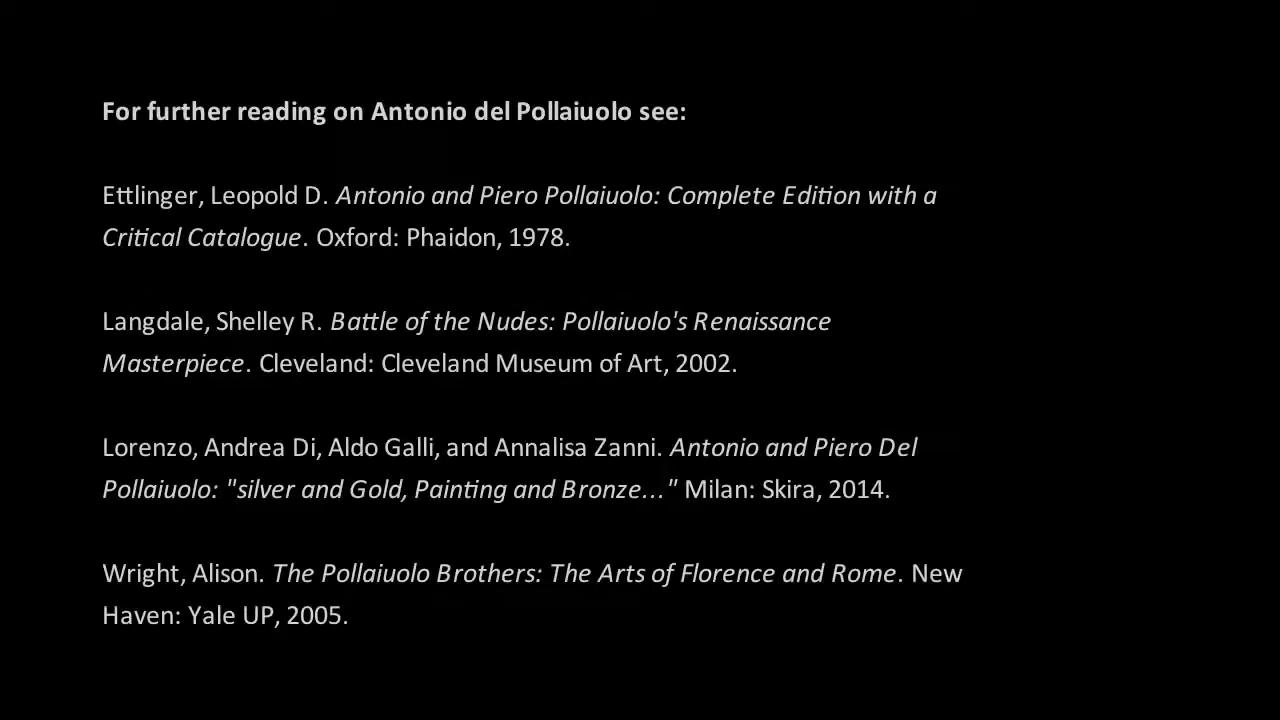 For further reading on Antonio del Pollaiuolo see:
Ettlinger, Leopold D. Antonio and Piero Pollaiuolo: Complete Edition with a
Critical Catalogue. Oxford: Phaidon, 1978.
Langdale, Shelley R. Battle of the Nudes: Pollaiuolo's Renaissance
Masterpiece. Cleveland: Cleveland Museum of Art, 2002.
Lorenzo, Andrea Di, Aldo Galli, and Annalisa Zanni. Antonio and Piero Del
Pollaiuolo: "silver and Gold, Painting and Bronze..." Milan: Skira, 2014.
Wright, Alison. The Pollaiuolo Brothers: The Arts of Florence and Rome. New
Haven: Yale UP, 2005.